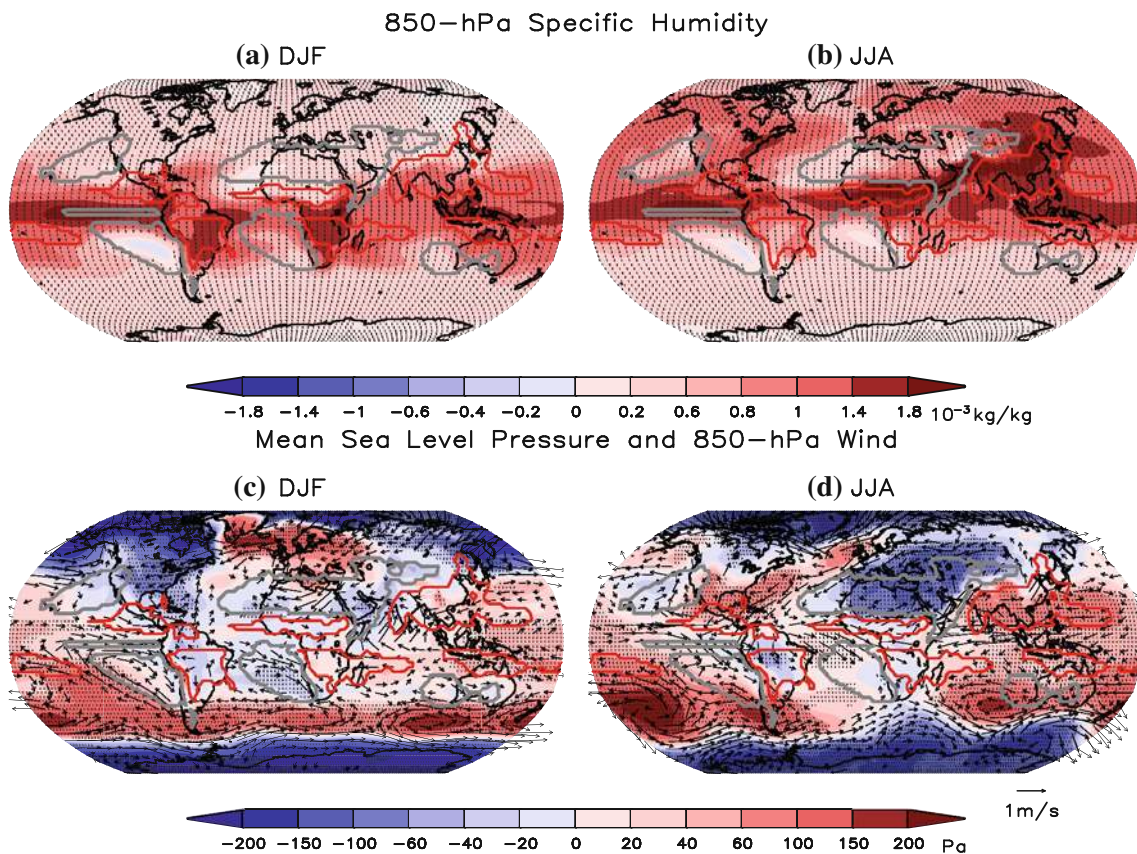 850−hPa Specific Humidity
(a) DJF
(b) JJA
−1.8 −1.4 −1 −0.6 −0.4 −0.2 0 0.2 0.6 0.8 1 1.4 1.8 10⁻³kg/kg
Mean Sea Level Pressure and 850−hPa Wind
(c) DJF
(d) JJA
1m/s
−200 −150 −100 −60 −40 −20 0 20 40 60 100 150 200 Pa